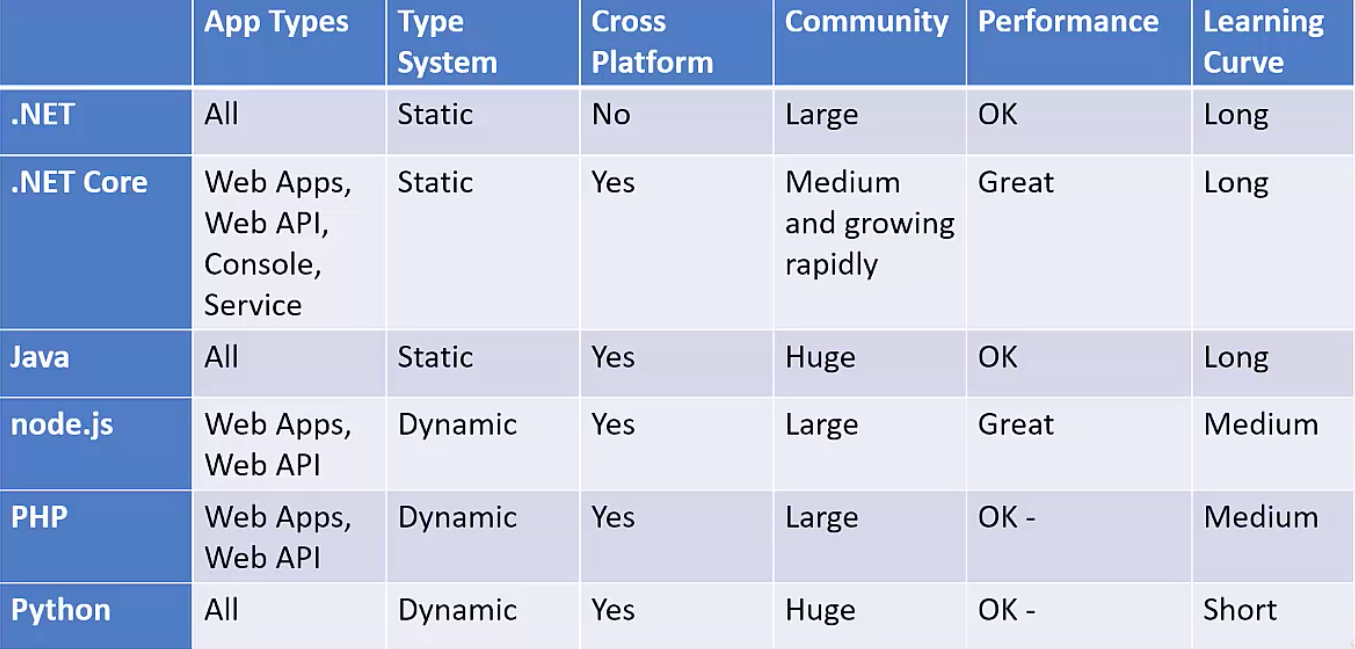 App Types Type System Cross Platform Community Performance Learning Curve
.NET All Static No Large OK Long
.NET Core Web Apps, Web API, Console, Service Static Yes Medium and growing rapidly Great Long
Java All Static Yes Huge OK Long
node.js Web Apps, Web API Dynamic Yes Large Great Medium
PHP Web Apps, Web API Dynamic Yes Large OK - Medium
Python All Dynamic Yes Huge OK - Short